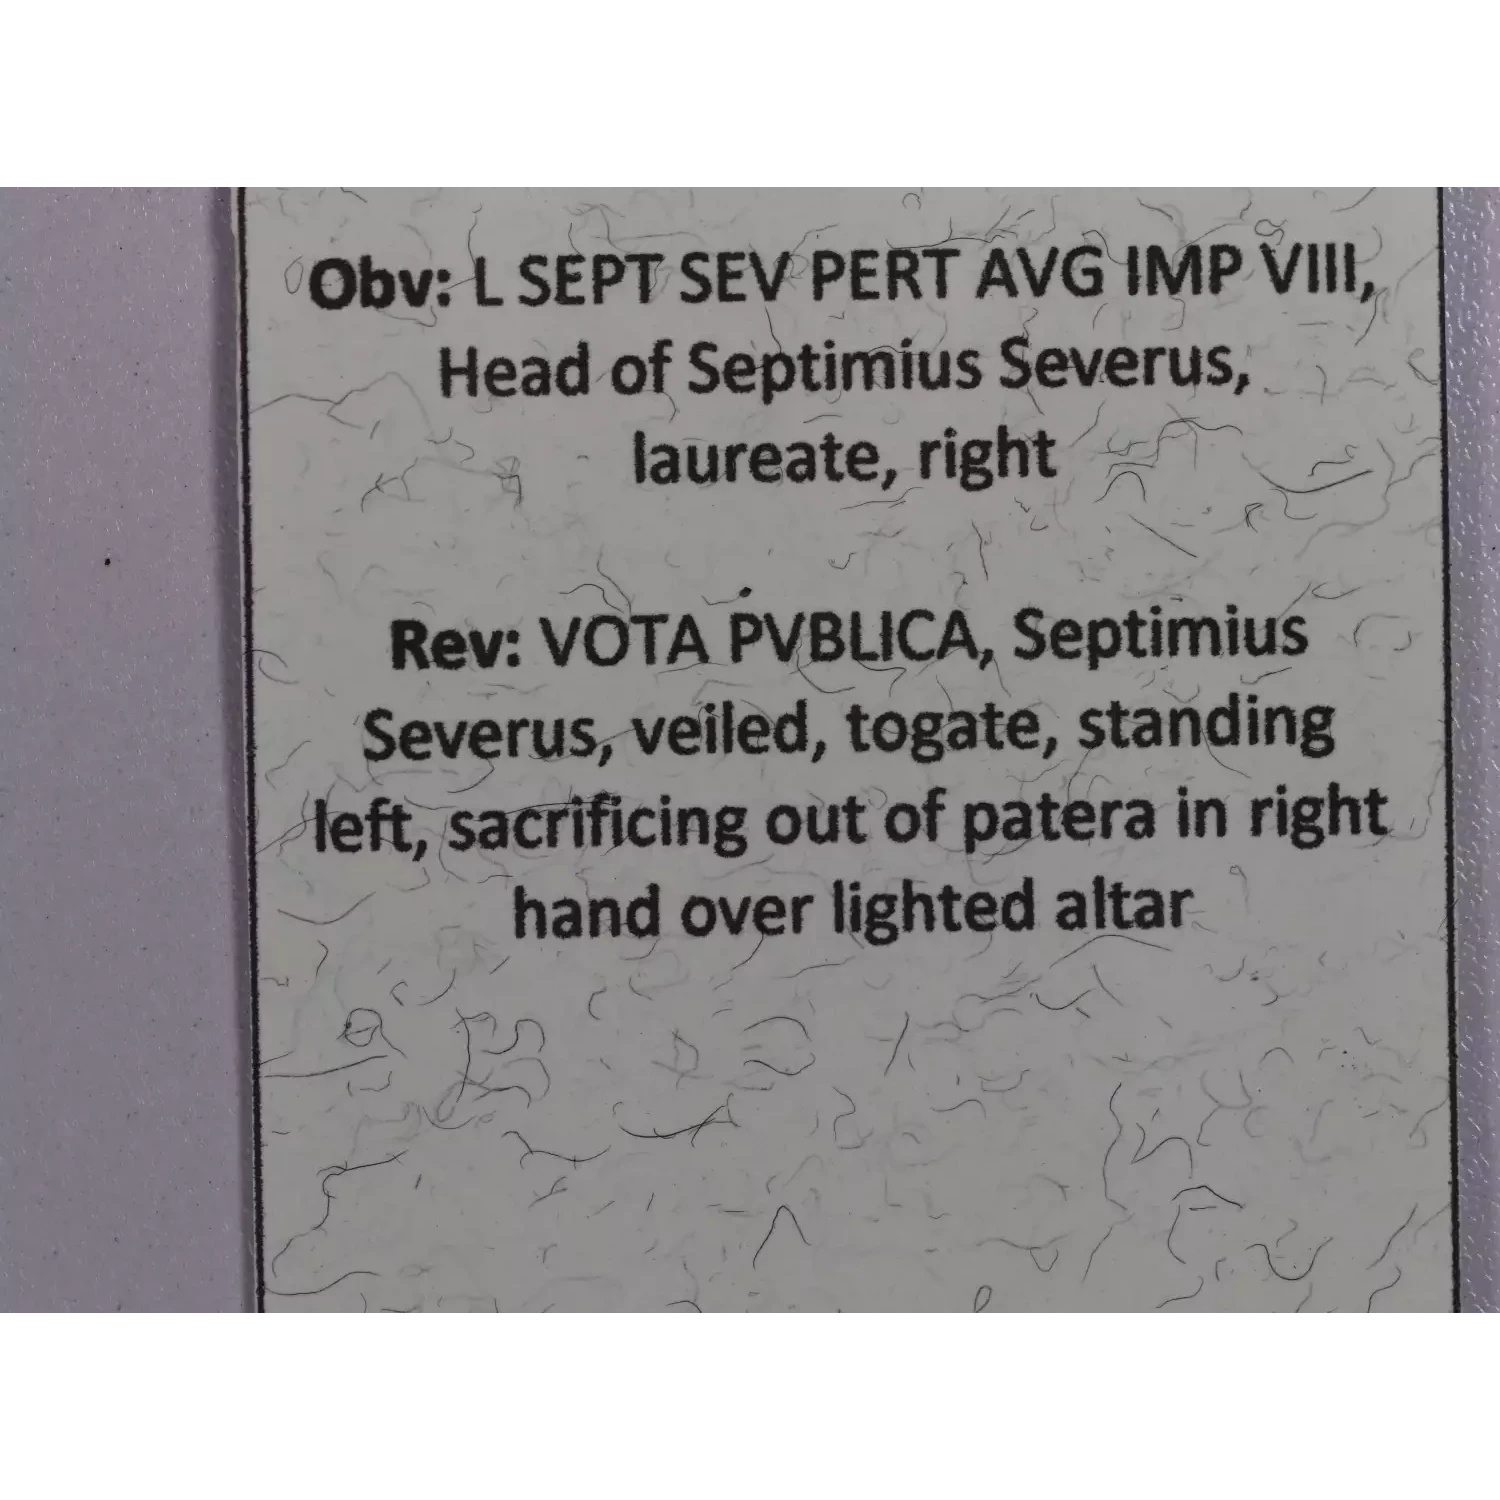 Obv: L SEPT SEV PERT AVG IMP VIII,
Head of Septimius Severus,
laureate, right
Rev: VOTA PVBLICA, Septimius
Severus, veiled, togate, standing
left, sacrificing out of patera in right
hand over lighted altar